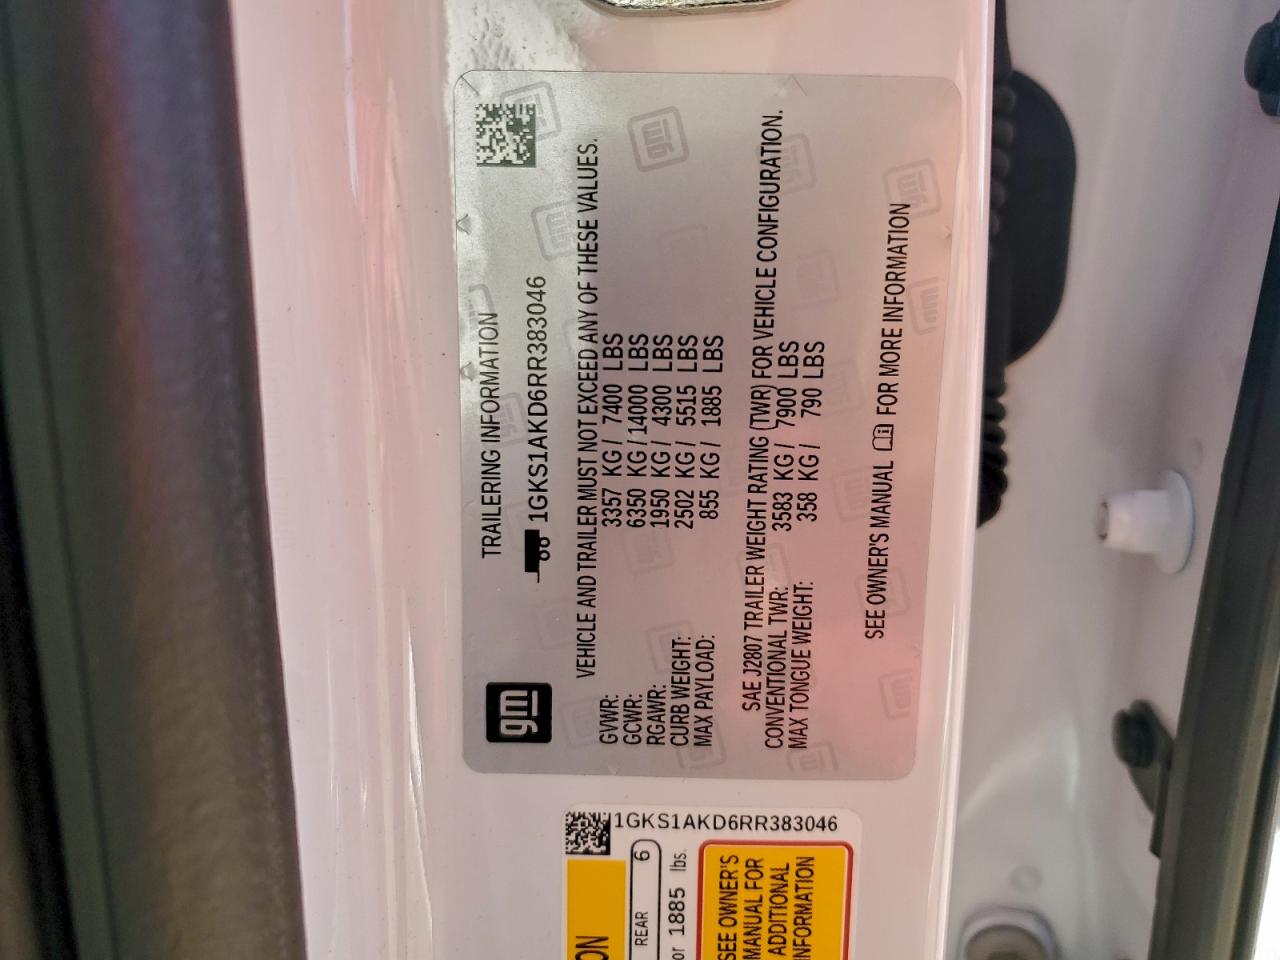 gm
TRAILERING INFORMATION
1GKS1AKD6RR383046
VEHICLE AND TRAILER MUST NOT EXCEED ANY OF THESE VALUES.
GVWR: 3357 KG / 7400 LBS
GCWR: 6350 KG / 14000 LBS
RGAWR: 1950 KG / 4300 LBS
CURB WEIGHT: 2502 KG / 5515 LBS
MAX PAYLOAD: 855 KG / 1885 LBS
SAE J2807 TRAILER WEIGHT RATING (TWR) FOR VEHICLE CONFIGURATION.
CONVENTIONAL TWR: 3583 KG / 7900 LBS
MAX TONGUE WEIGHT: 358 KG / 790 LBS
SEE OWNER'S MANUAL FOR MORE INFORMATION
1GKS1AKD6RR383046
ON
REAR 6
or 1885 lbs.
SEE OWNER'S
MANUAL FOR
ADDITIONAL
INFORMATION